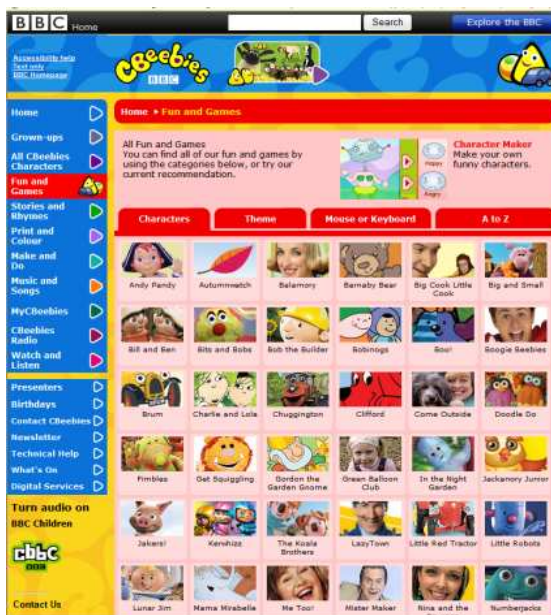 BBC Home
Search
Explore the BBC
Accessibility help
Text only
BBC Homepage
CBeebies
BBC
Home
Grown-ups
All CBeebies
Characters
Fun and
Games
Stories and
Rhymes
Print and
Colour
Make and
Do
Music and
Songs
MyCBeebies
CBeebies
Radio
Watch and
Listen
Presenters
Birthdays
Contact CBeebies
Newsletter
Technical Help
What's On
Digital Services
Turn audio on
BBC Children
cbbc
Contact Us
Home » Fun and Games
All Fun and Games
You can find all of our fun and games by
using the categories below, or try our
current recommendation.
Happy
Angry
Character Maker
Make your own
funny characters.
Characters
Theme
Mouse or Keyboard
A to Z
Andy Pandy
Autumnwatch
Balamory
Barnaby Bear
Big Cook Little
Cook
Big and Small
Bill and Ben
Bits and Bobs
Bob the Builder
Bobinogs
Boo!
Boogie Beebies
Brum
Charlie and Lola
Chuggington
Clifford
Come Outside
Doodle Do
Fimbles
Get Squiggling
Gordon the
Garden Gnome
Green Balloon
Club
In the Night
Garden
Jackanory Junior
Jakers!
Kerwhizz
The Koala
Brothers
LazyTown
Little Red Tractor
Little Robots
Lunar Jim
Mama Mirabelle
Me Too!
Mister Maker
Nina and the
Numberjacks